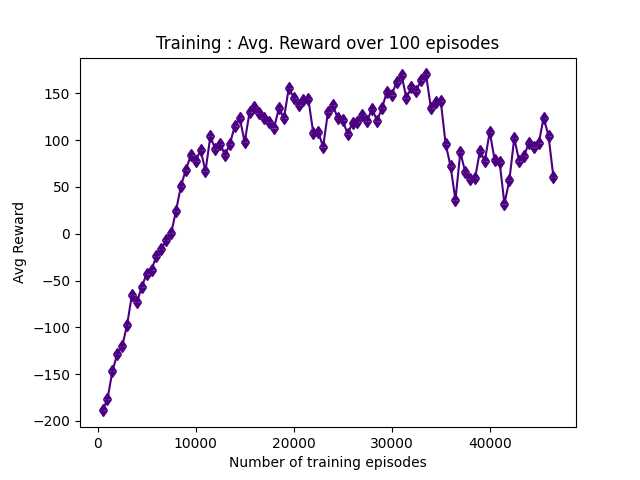 Training : Avg. Reward over 100 episodes
150
100
50
0
−50
−100
−150
−200
Avg Reward
0 10000 20000 30000 40000
Number of training episodes